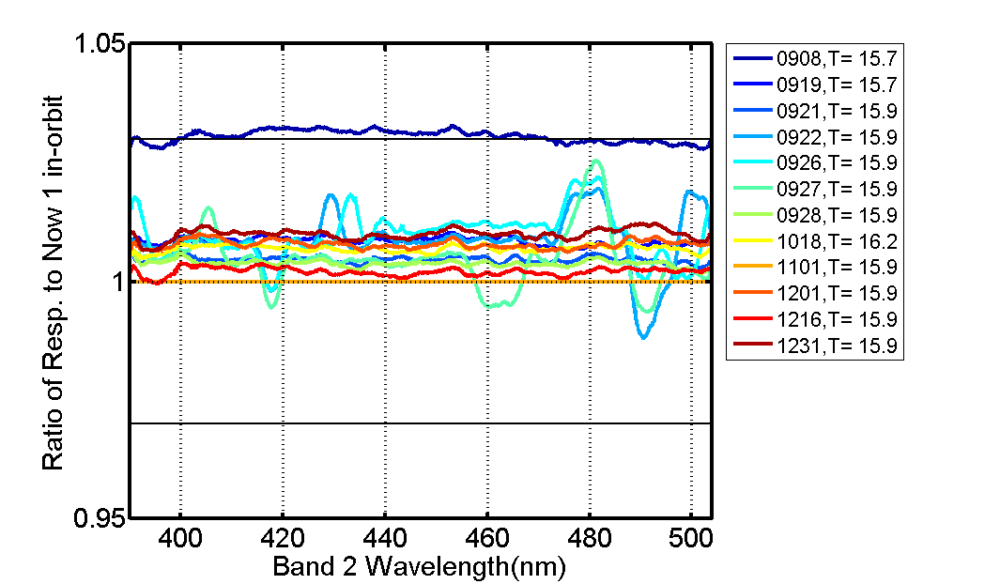 1.05
1
0.95
Ratio of Resp. to Now 1 in-orbit
400 420 440 460 480 500
Band 2 Wavelength(nm)
0908,T= 15.7
0919,T= 15.7
0921,T= 15.9
0922,T= 15.9
0926,T= 15.9
0927,T= 15.9
0928,T= 15.9
1018,T= 16.2
1101,T= 15.9
1201,T= 15.9
1216,T= 15.9
1231,T= 15.9